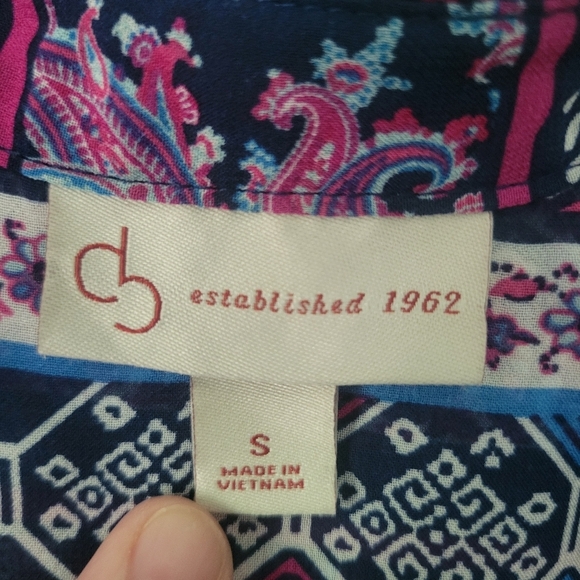 cb established 1962
S
MADE IN
VIETNAM